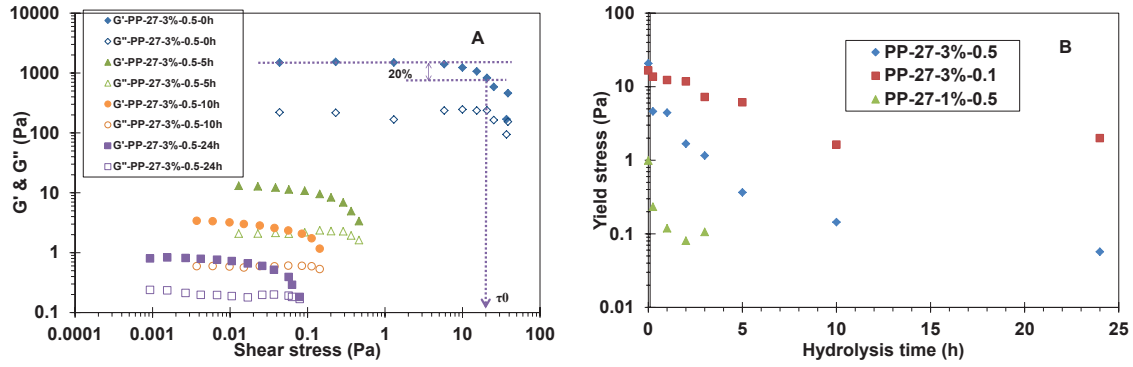 A
G'-PP-27-3%-0.5-0h
G"-PP-27-3%-0.5-0h
G'-PP-27-3%-0.5-5h
G"-PP-27-3%-0.5-5h
G'-PP-27-3%-0.5-10h
G"-PP-27-3%-0.5-10h
G'-PP-27-3%-0.5-24h
G"-PP-27-3%-0.5-24h
20%
τ0
10000
1000
100
10
1
0.1
G' & G" (Pa)
0.0001
0.001
0.01
0.1
1
10
100
Shear stress (Pa)
B
PP-27-3%-0.5
PP-27-3%-0.1
PP-27-1%-0.5
100
10
1
0.1
0.01
Yield stress (Pa)
0
5
10
15
20
25
Hydrolysis time (h)